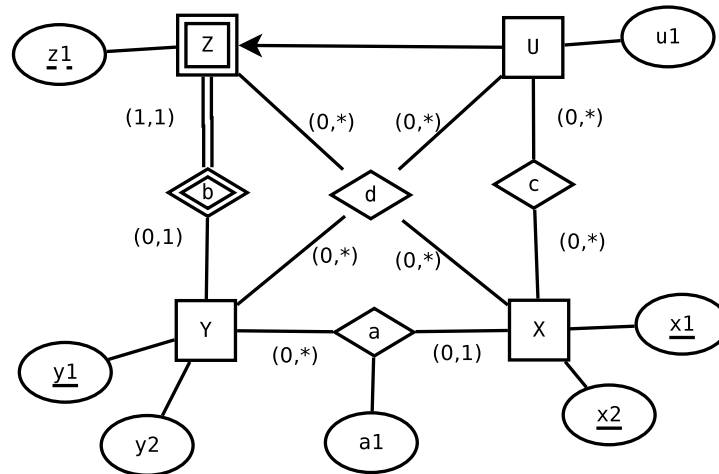 z1
Z
U
u1
(1,1)
(0,*)
(0,*)
(0,*)
b
d
c
(0,1)
(0,*)
(0,*)
(0,*)
Y
a
X
x1
(0,*)
(0,1)
y1
y2
a1
x2